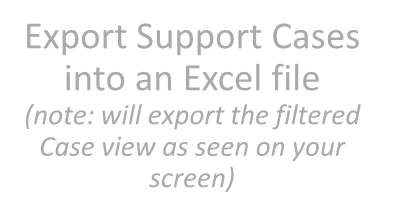 Export Support Cases
into an Excel file
(note: will export the filtered
Case view as seen on your
screen)